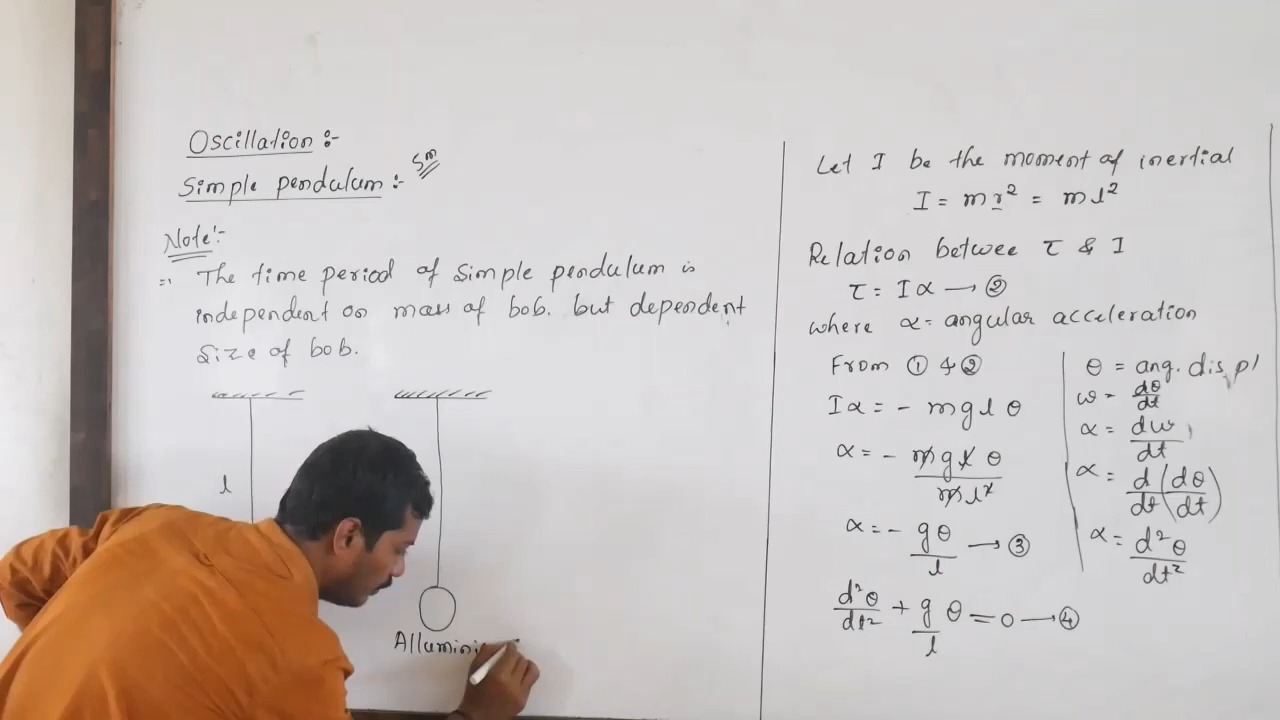 Oscillation :-
5m
Simple pendulum :-
Note :-
The time period of simple pendulum is
independent on mass of bob. but dependent
size of bob.
l
Allumini
Let I be the moment of inertial
I = mr² = ml²
Relation betwee τ & I
τ = Iα → ②
where α = angular acceleration
From ① & ②
Iα = - mglθ
α = - mglθ / ml²
α = - gθ / l → ③
d²θ/dt² + g/l θ = 0 → ④
θ = ang. displ
ω = dθ/dt
α = dω/dt
α = d/dt (dθ/dt)
α = d²θ/dt²